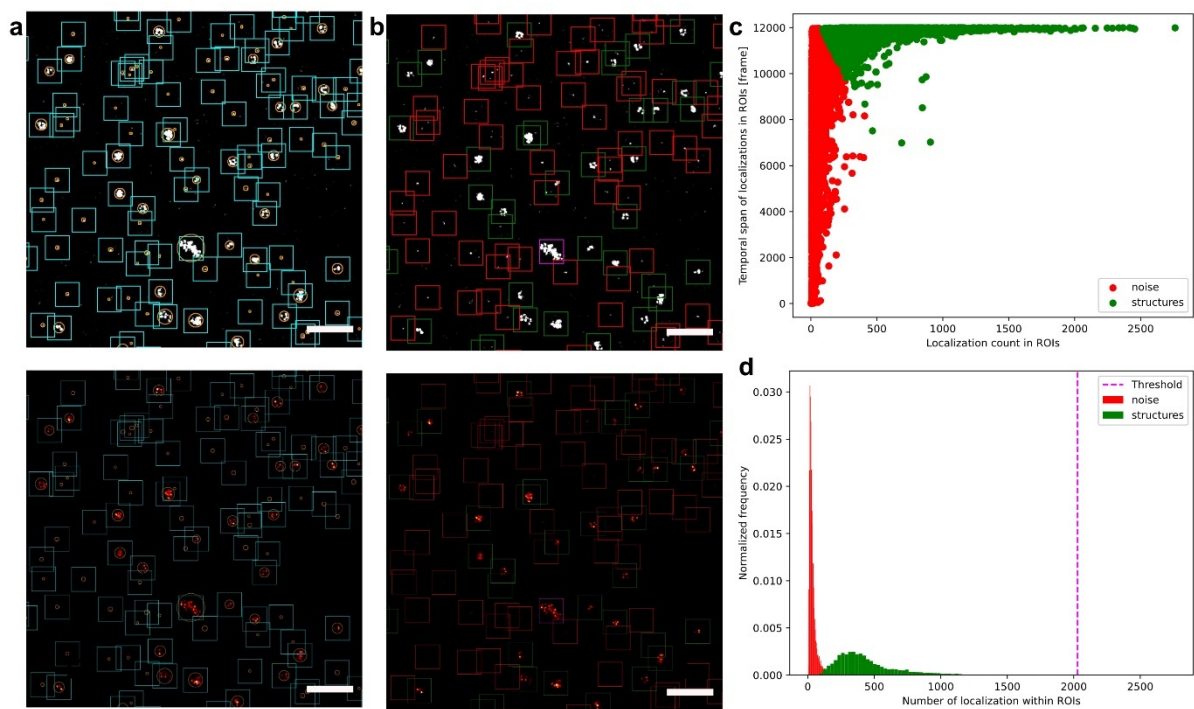 a
b
c
12000
10000
8000
6000
4000
2000
0
Temporal span of localizations in ROIs [frame]
noise
structures
0
500
1000
1500
2000
2500
Localization count in ROIs
d
0.030
0.025
0.020
0.015
0.010
0.005
0.000
Normalized frequency
Threshold
noise
structures
0
500
1000
1500
2000
2500
Number of localization within ROIs